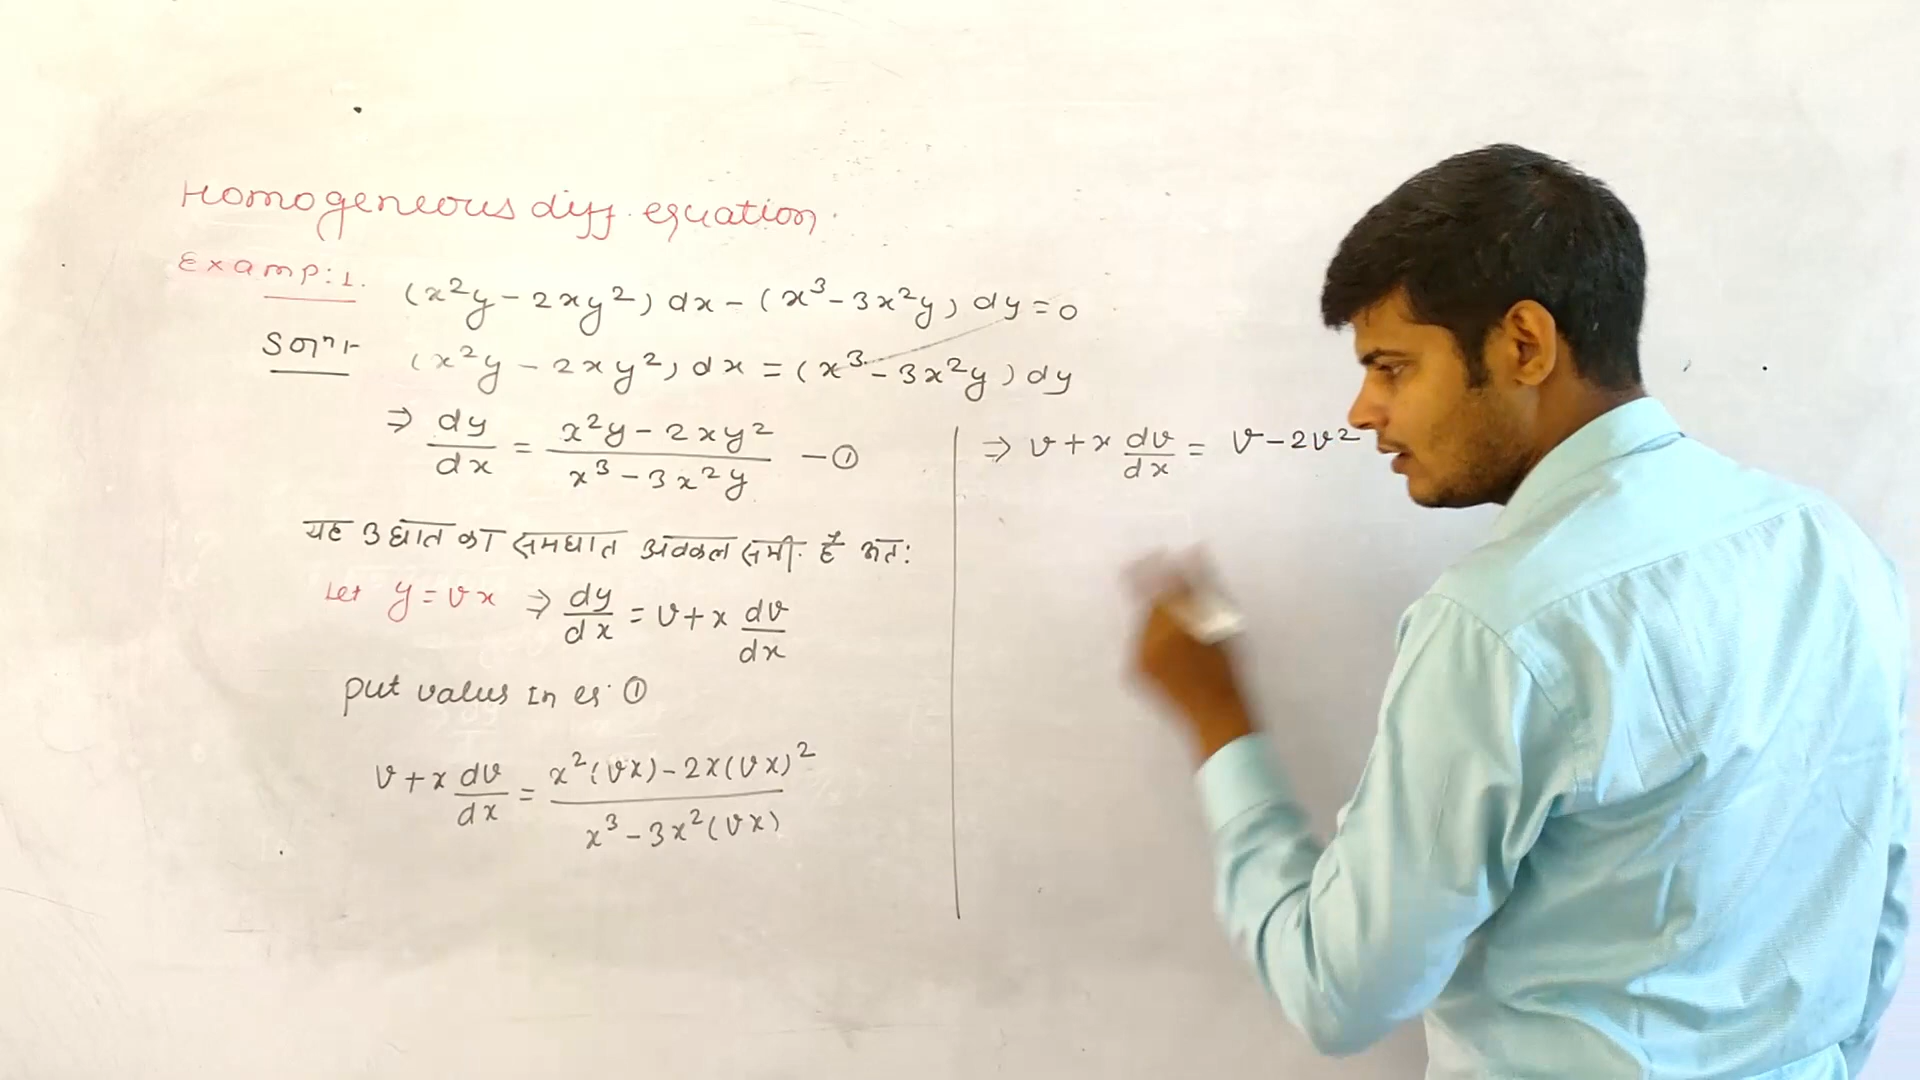 Homogeneous diff. equation.
Examp:1. (x²y - 2xy²) dx - (x³ - 3x²y) dy = 0
Solⁿ:- (x²y - 2xy²) dx = (x³ - 3x²y) dy
⇒ dy/dx = (x²y - 2xy²)/(x³ - 3x²y) — ①
यह 3 घात का समघात अवकल समी. है अत:
Let y = vx ⇒ dy/dx = v + x dv/dx
put value in eq. ①
v + x dv/dx = (x²(vx) - 2x(vx)²)/(x³ - 3x²(vx))
⇒ v + x dv/dx = v - 2v²